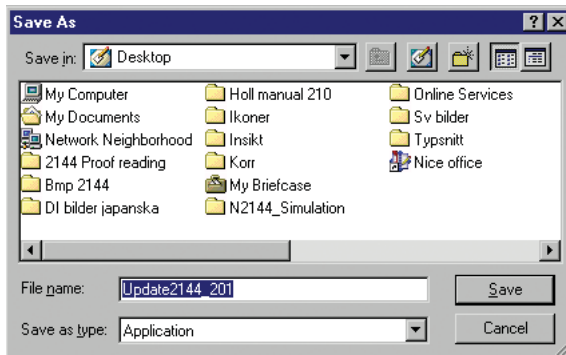 Save As
Save in: Desktop
My Computer
My Documents
Network Neighborhood
2144 Proof reading
Bmp 2144
DI bilder japanska
Holl manual 210
Ikoner
Insikt
Korr
My Briefcase
N2144_Simulation
Online Services
Sv bilder
Typsnitt
Nice office
File name: Update2144_201 Save
Save as type: Application Cancel